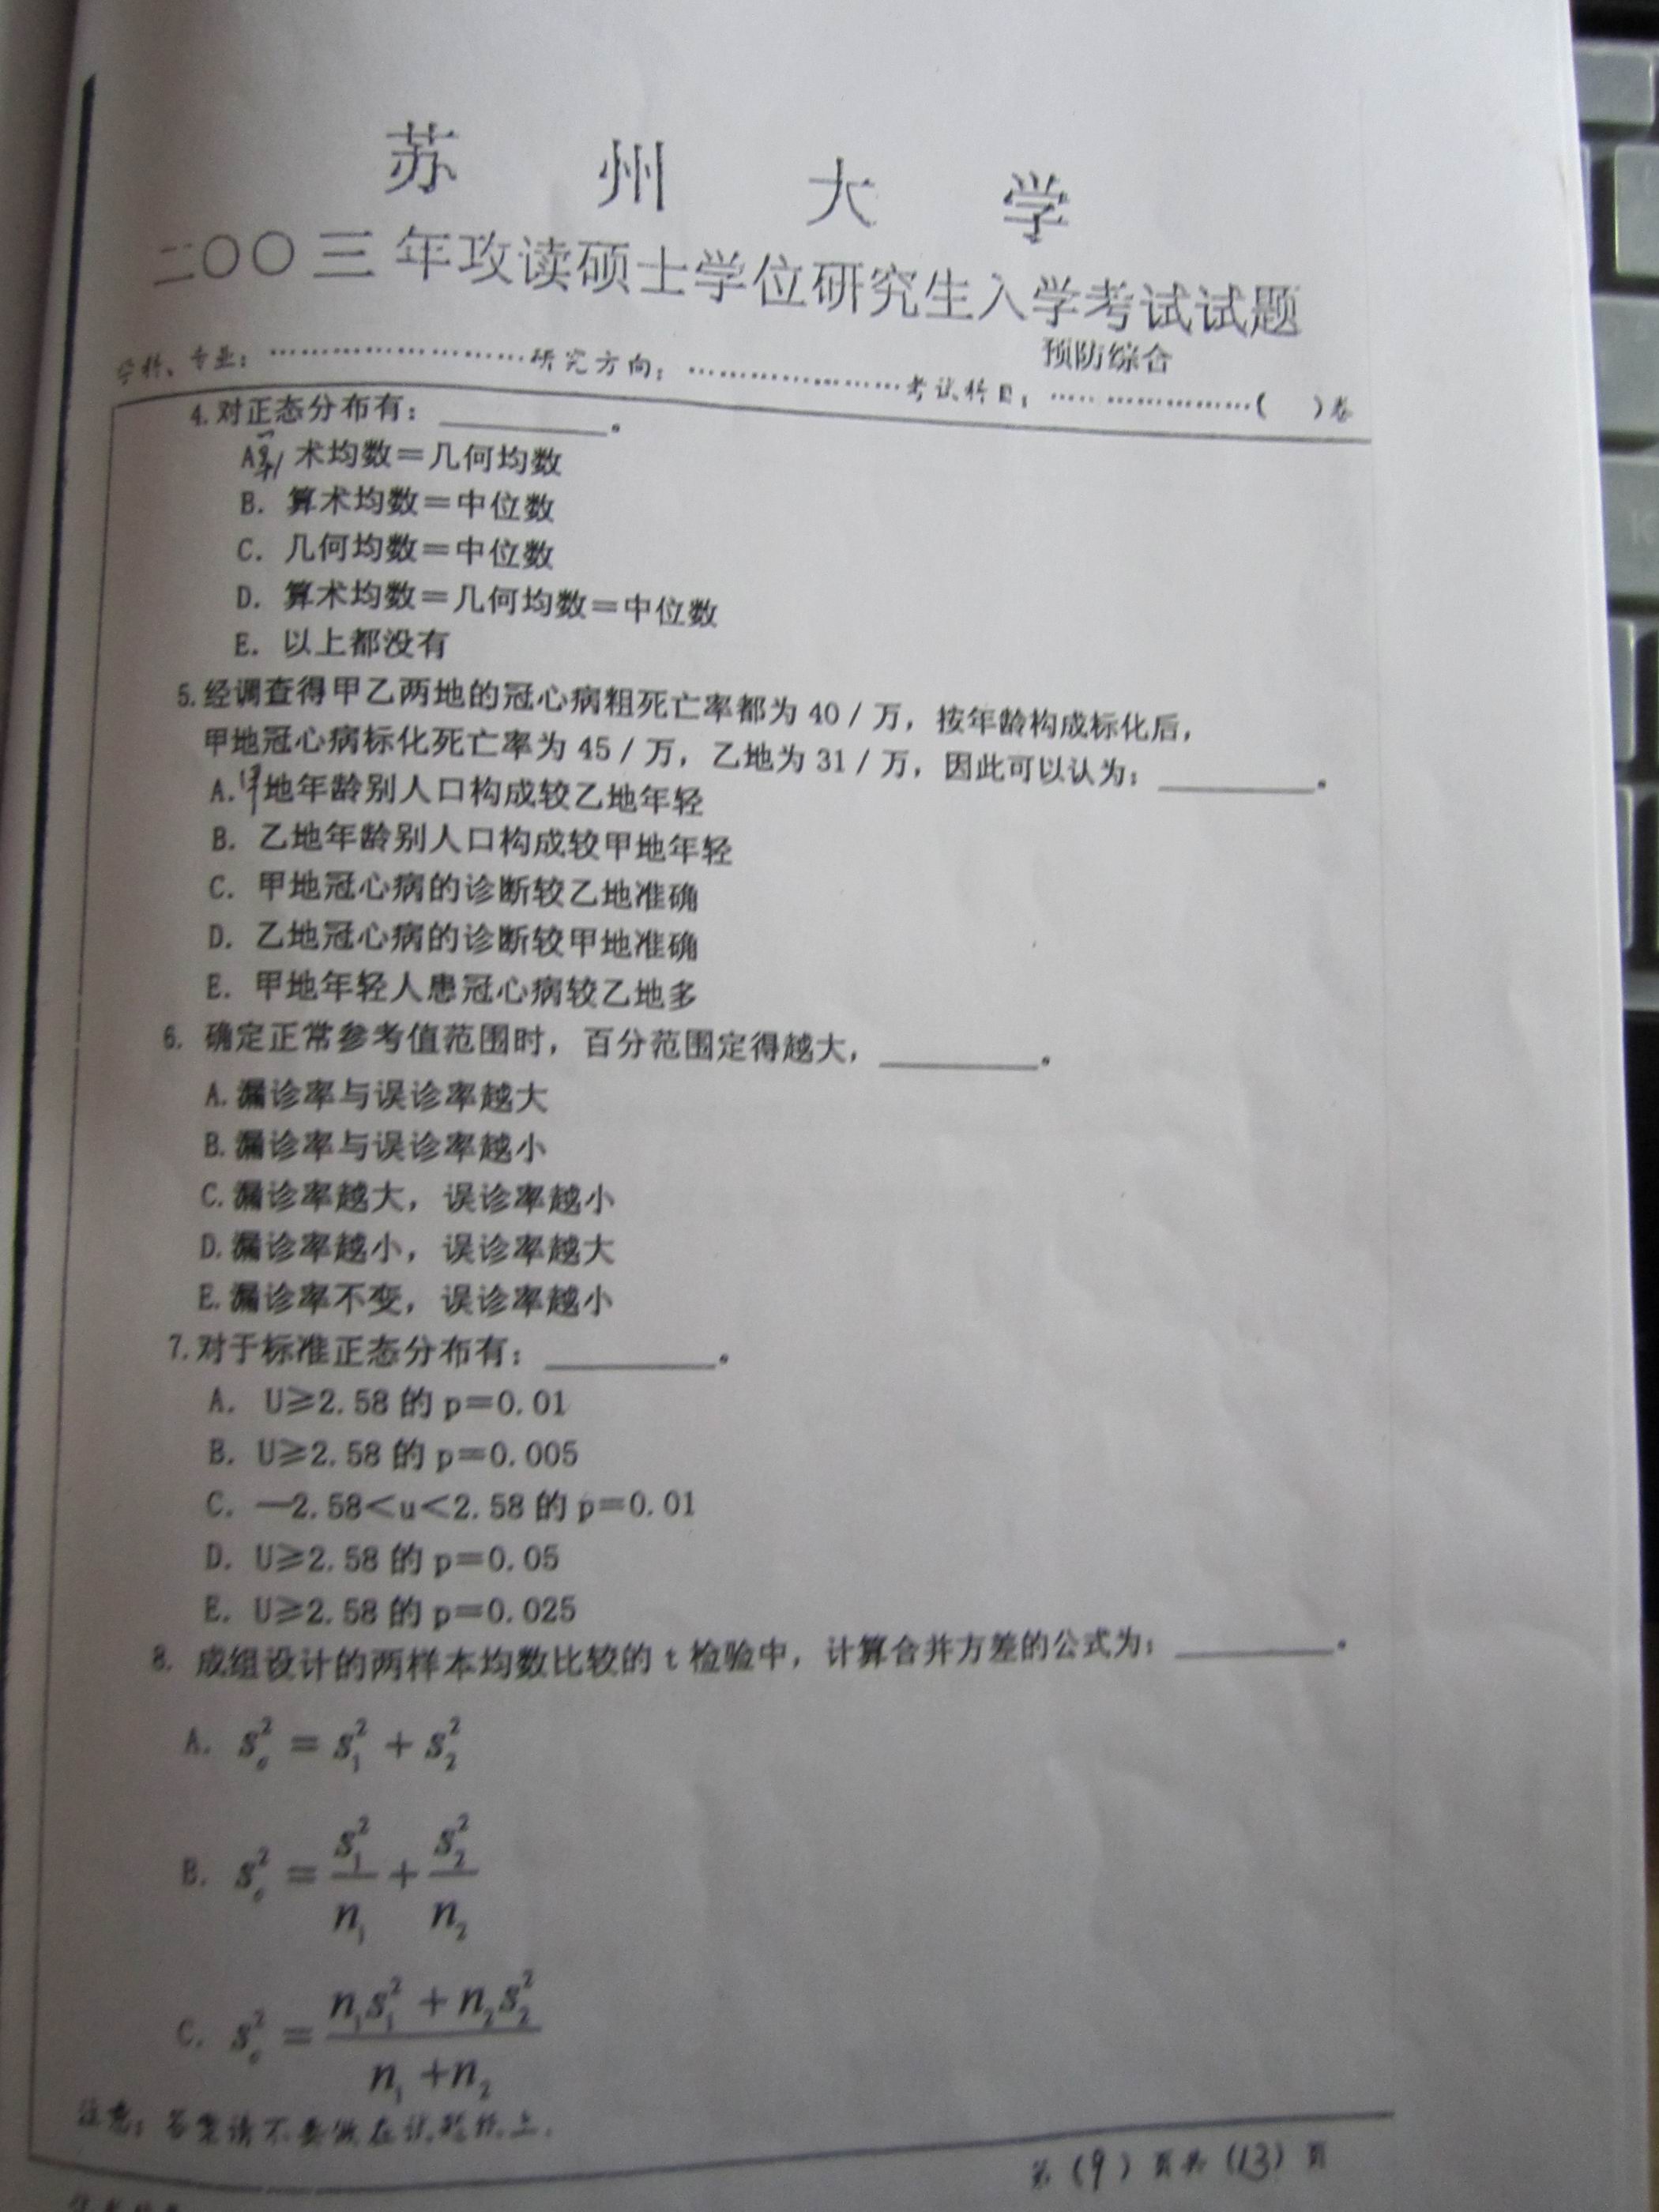 苏州大学
二〇〇三年攻读硕士学位研究生入学考试试题
预防综合
学科、专业:························研究方向:····················考试科目:····················( )卷
4.对正态分布有:__________。
A算术均数＝几何均数
B. 算术均数＝中位数
C. 几何均数＝中位数
D. 算术均数＝几何均数＝中位数
E. 以上都没有
5.经调查得甲乙两地的冠心病粗死亡率都为 40／万，按年龄构成标化后，
甲地冠心病标化死亡率为 45／万，乙地为 31／万，因此可以认为:__________。
A.甲地年龄别人口构成较乙地年轻
B. 乙地年龄别人口构成较甲地年轻
C. 甲地冠心病的诊断较乙地准确
D. 乙地冠心病的诊断较甲地准确
E. 甲地年轻人患冠心病较乙地多
6. 确定正常参考值范围时，百分范围定得越大，__________。
A.漏诊率与误诊率越大
B.漏诊率与误诊率越小
C.漏诊率越大，误诊率越小
D.漏诊率越小，误诊率越大
E.漏诊率不变，误诊率越小
7.对于标准正态分布有:__________。
A. U≥2.58 的 p＝0.01
B. U≥2.58 的 p＝0.005
C. —2.58＜u＜2.58 的 p＝0.01
D. U≥2.58 的 p＝0.05
E. U≥2.58 的 p＝0.025
8. 成组设计的两样本均数比较的 t 检验中，计算合并方差的公式为:__________。
A. s_c^2 = s_1^2 + s_2^2
B. s_c^2 = s_1^2/n_1 + s_2^2/n_2
C. s_c^2 = (n_1s_1^2 + n_2s_2^2)/(n_1+n_2)
注意:答案请不要做在试题纸上.
第(9)页共(13)页